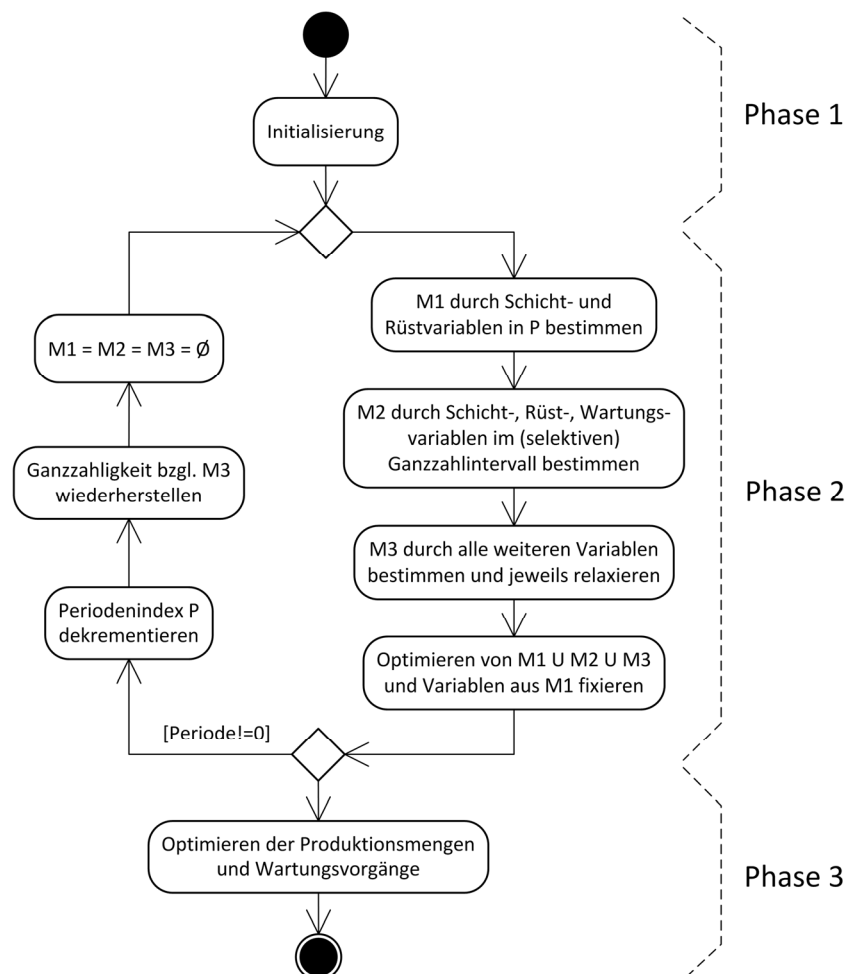 Phase 1
Initialisierung
M1 durch Schicht- und
Rüstvariablen in P bestimmen
M2 durch Schicht-, Rüst-, Wartungs-
variablen im (selektiven)
Ganzzahlintervall bestimmen
M3 durch alle weiteren Variablen
bestimmen und jeweils relaxieren
Optimieren von M1 U M2 U M3
und Variablen aus M1 fixieren
Phase 2
[Periode!=0]
Periodenindex P
dekrementieren
Ganzzahligkeit bzgl. M3
wiederherstellen
M1 = M2 = M3 = Ø
Optimieren der Produktionsmengen
und Wartungsvorgänge
Phase 3